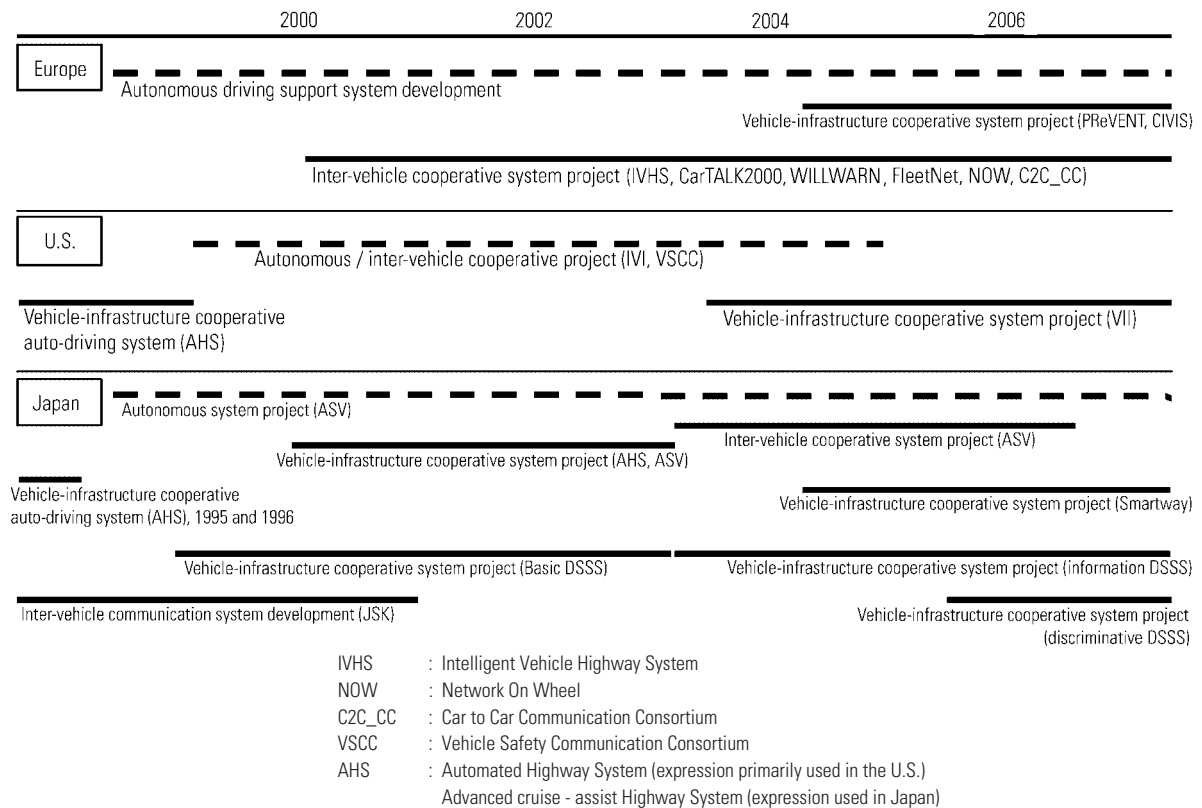 2000 2002 2004 2006
Europe
Autonomous driving support system development
Vehicle-infrastructure cooperative system project (PReVENT, CIVIS)
Inter-vehicle cooperative system project (IVHS, CarTALK2000, WILLWARN, FleetNet, NOW, C2C_CC)
U.S.
Autonomous / inter-vehicle cooperative project (IVI, VSCC)
Vehicle-infrastructure cooperative
auto-driving system (AHS)
Vehicle-infrastructure cooperative system project (VII)
Japan
Autonomous system project (ASV)
Inter-vehicle cooperative system project (ASV)
Vehicle-infrastructure cooperative system project (AHS, ASV)
Vehicle-infrastructure cooperative
auto-driving system (AHS), 1995 and 1996
Vehicle-infrastructure cooperative system project (Smartway)
Vehicle-infrastructure cooperative system project (Basic DSSS)
Vehicle-infrastructure cooperative system project (information DSSS)
Inter-vehicle communication system development (JSK)
Vehicle-infrastructure cooperative system project
(discriminative DSSS)
IVHS : Intelligent Vehicle Highway System
NOW : Network On Wheel
C2C_CC : Car to Car Communication Consortium
VSCC : Vehicle Safety Communication Consortium
AHS : Automated Highway System (expression primarily used in the U.S.)
Advanced cruise - assist Highway System (expression used in Japan)